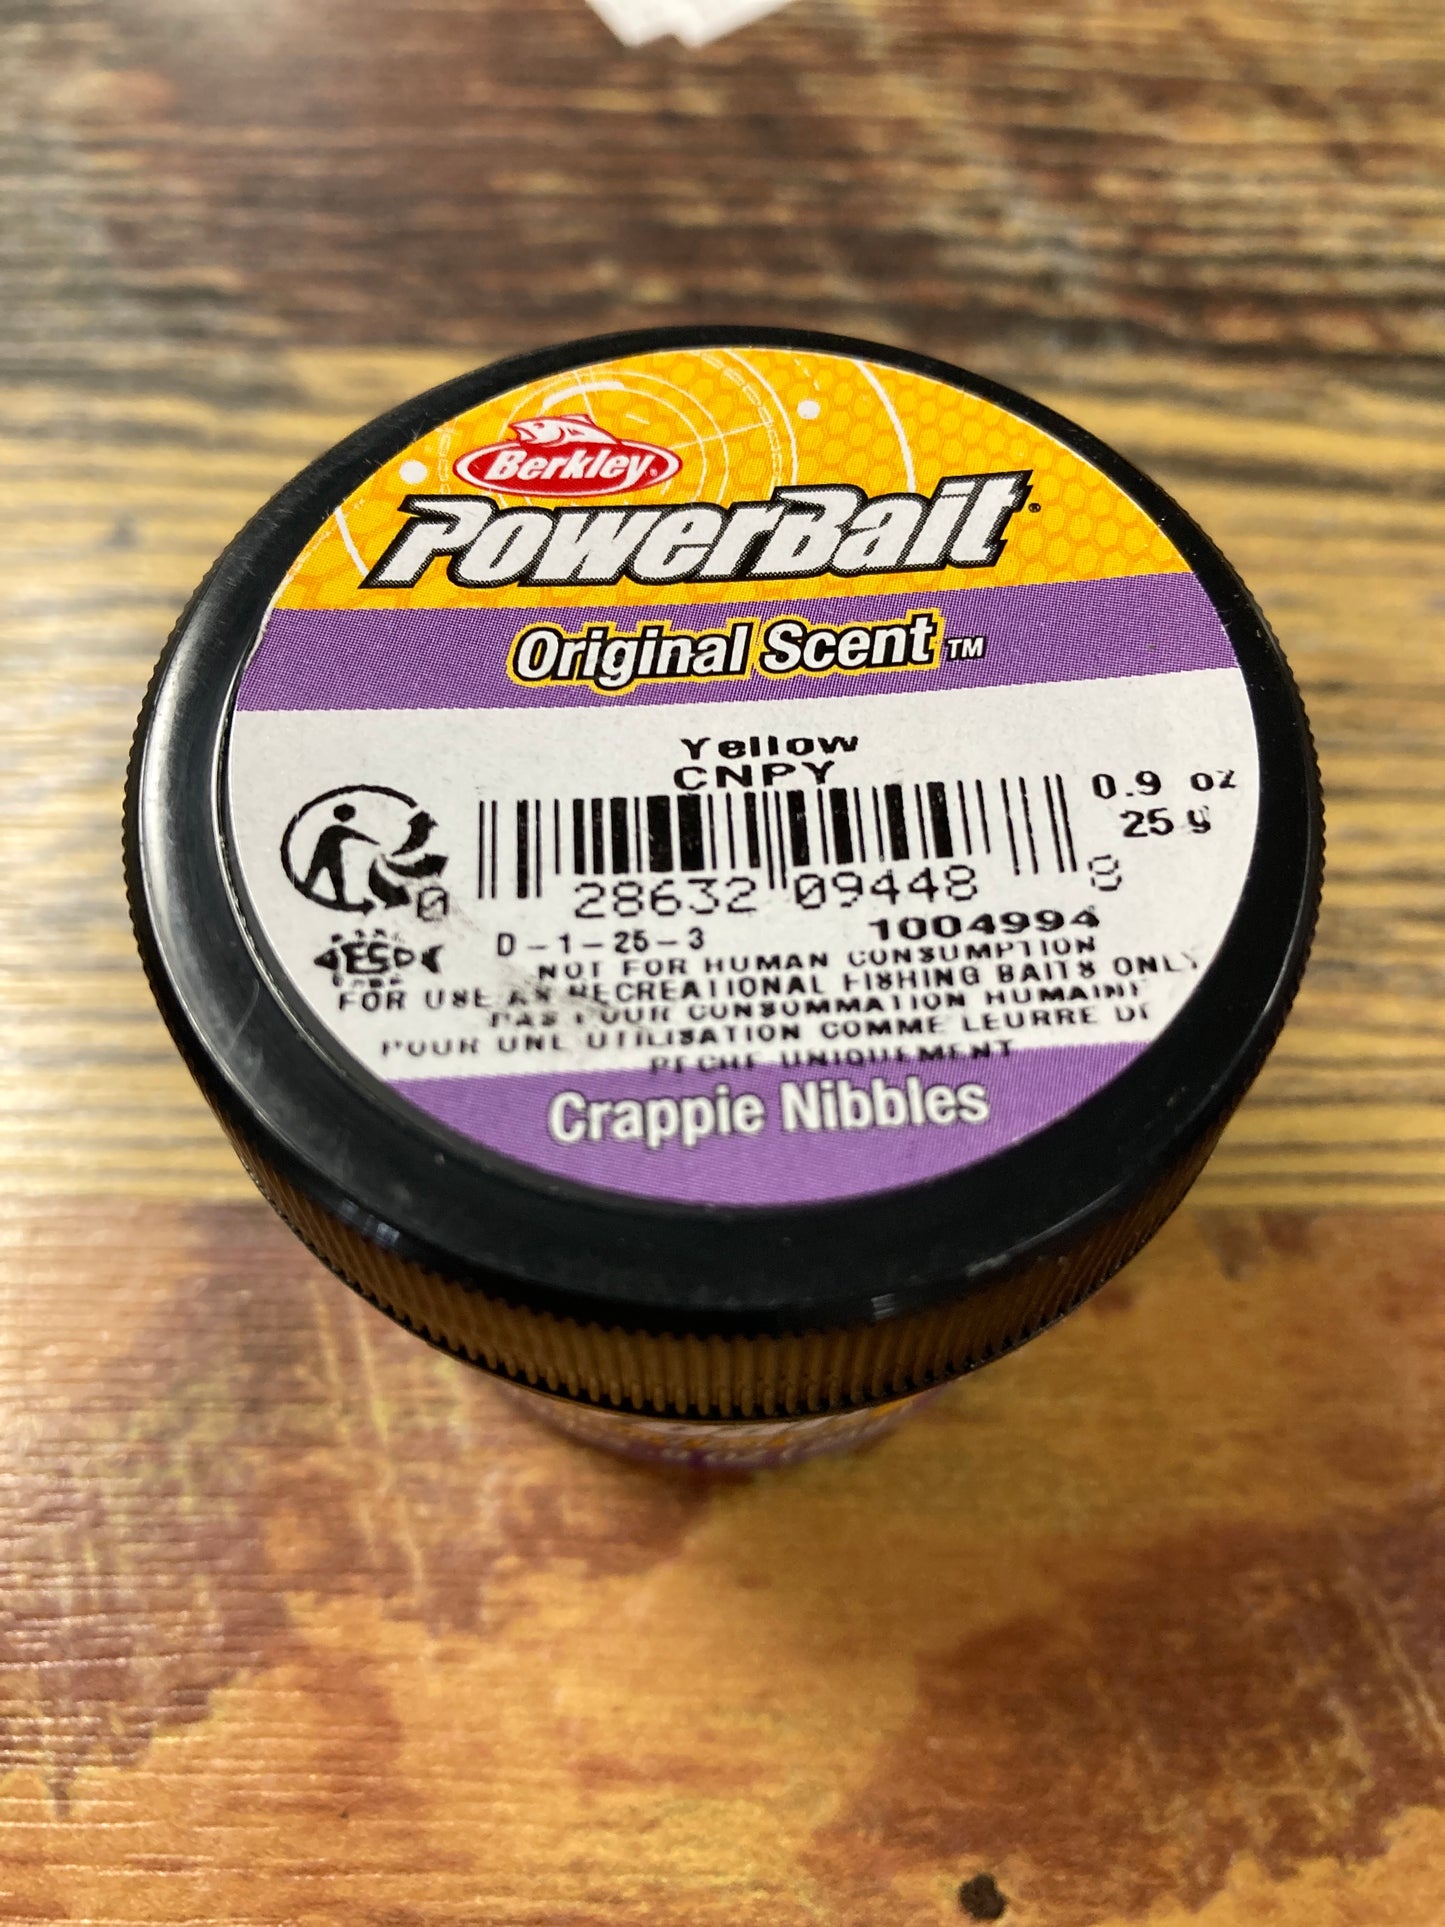 Berkley
PowerBait
Original Scent™
Yellow
CNPY
0.9 oz
25 g
0 28632 09448 8
D-1-25-3 1004994
NOT FOR HUMAN CONSUMPTION
FOR USE AS RECREATIONAL FISHING BAITS ONLY
PAS POUR CONSOMMATION HUMAINE
POUR UNE UTILISATION COMME LEURRE DE
PECHE UNIQUEMENT
Crappie Nibbles